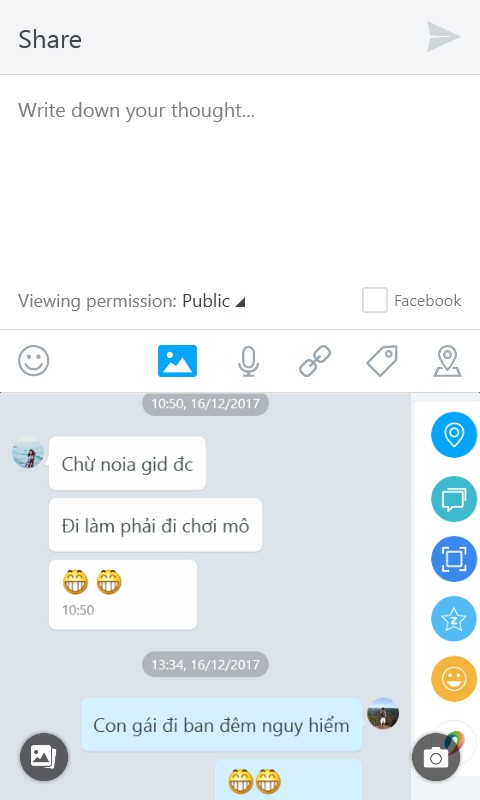 Share
Write down your thought...
Viewing permission: Public
Facebook
10:50, 16/12/2017
Chừ noia gid đc
Đi làm phải đi chơi mô
10:50
13:34, 16/12/2017
Con gái đi ban đêm nguy hiểm